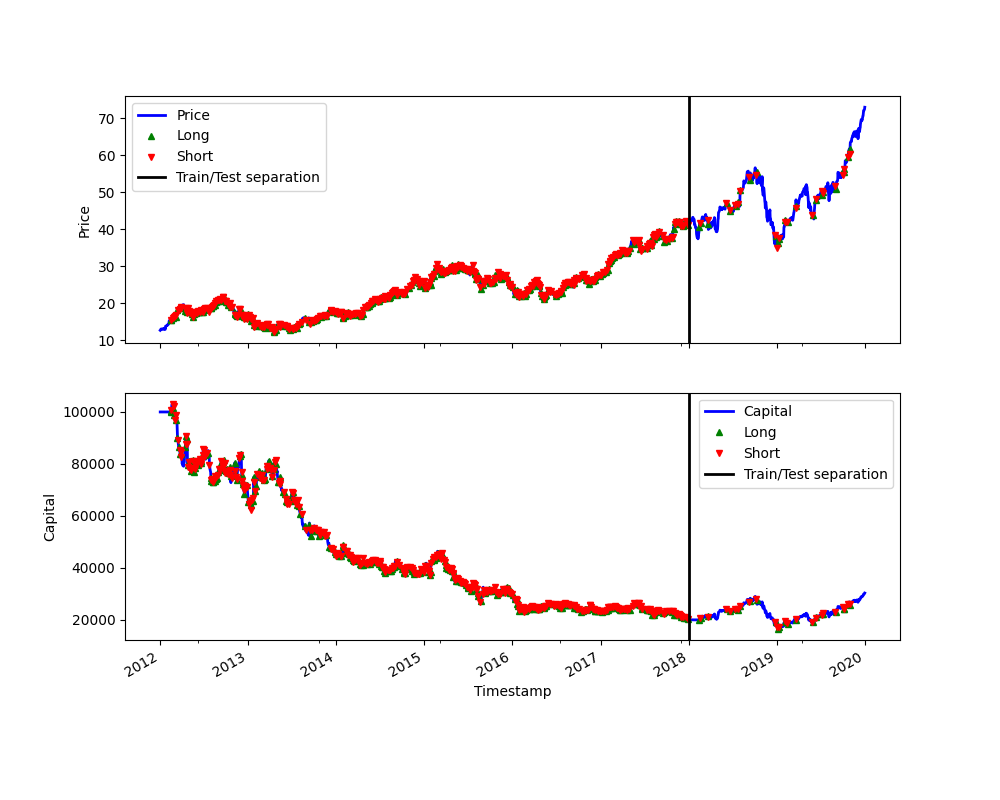 Price
Long
Short
Train/Test separation
70
60
50
40
30
20
10
Price
Capital
Long
Short
Train/Test separation
100000
80000
60000
40000
20000
Capital
2012
2013
2014
2015
2016
2017
2018
2019
2020
Timestamp